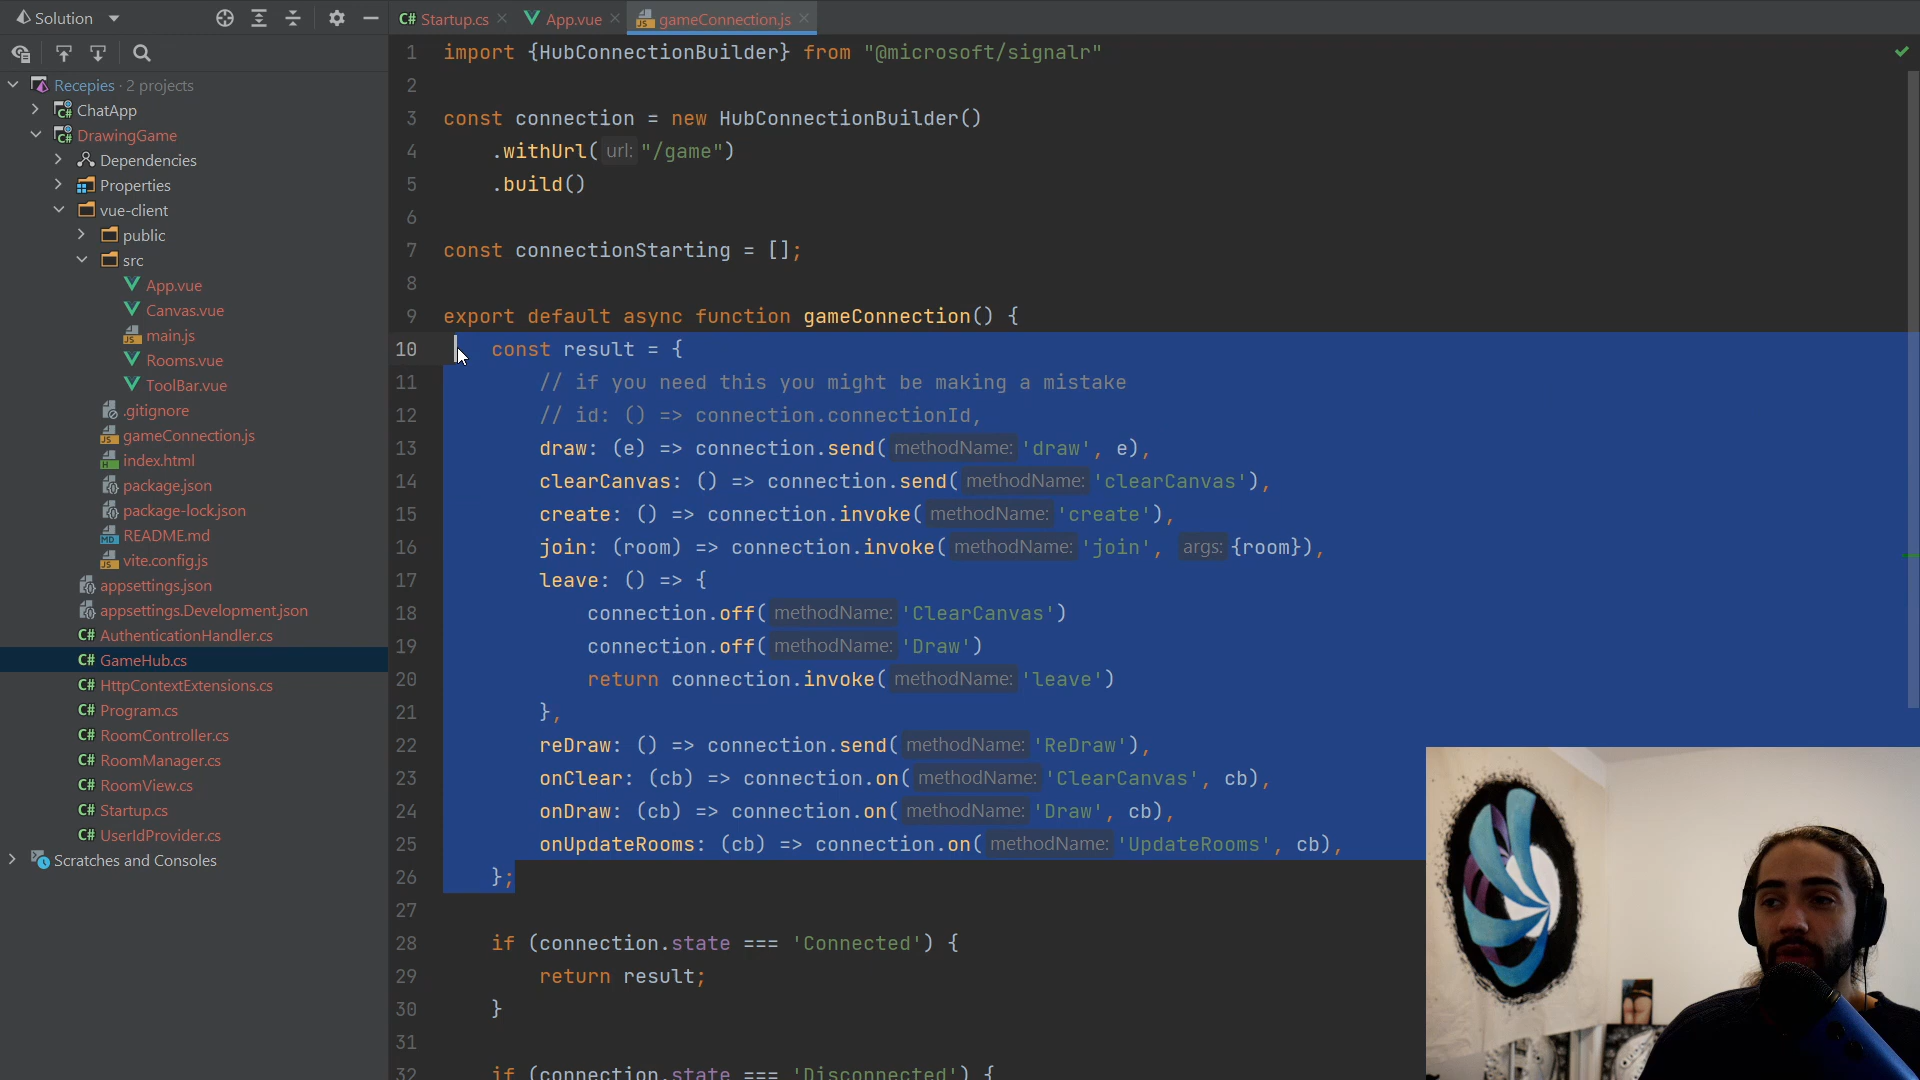 Solution
Startup.cs
App.vue
gameConnection.js
Recepies · 2 projects
ChatApp
DrawingGame
Dependencies
Properties
vue-client
public
src
App.vue
Canvas.vue
main.js
Rooms.vue
ToolBar.vue
.gitignore
gameConnection.js
index.html
package.json
package-lock.json
README.md
vite.config.js
appsettings.json
appsettings.Development.json
C# AuthenticationHandler.cs
C# GameHub.cs
C# HttpContextExtensions.cs
C# Program.cs
C# RoomController.cs
C# RoomManager.cs
C# RoomView.cs
C# Startup.cs
C# UserIdProvider.cs
Scratches and Consoles
1 import {HubConnectionBuilder} from "@microsoft/signalr"
2
3 const connection = new HubConnectionBuilder()
4 .withUrl( url: "/game")
5 .build()
6
7 const connectionStarting = [];
8
9 export default async function gameConnection() {
10 const result = {
11 // if you need this you might be making a mistake
12 // id: () => connection.connectionId,
13 draw: (e) => connection.send( methodName: 'draw', e),
14 clearCanvas: () => connection.send( methodName: 'clearCanvas'),
15 create: () => connection.invoke( methodName: 'create'),
16 join: (room) => connection.invoke( methodName: 'join', args: {room}),
17 leave: () => {
18 connection.off( methodName: 'ClearCanvas')
19 connection.off( methodName: 'Draw')
20 return connection.invoke( methodName: 'leave')
21 },
22 reDraw: () => connection.send( methodName: 'ReDraw'),
23 onClear: (cb) => connection.on( methodName: 'ClearCanvas', cb),
24 onDraw: (cb) => connection.on( methodName: 'Draw', cb),
25 onUpdateRooms: (cb) => connection.on( methodName: 'UpdateRooms', cb),
26 };
27
28 if (connection.state === 'Connected') {
29 return result;
30 }
31
32 if (connection.state === 'Disconnected') {